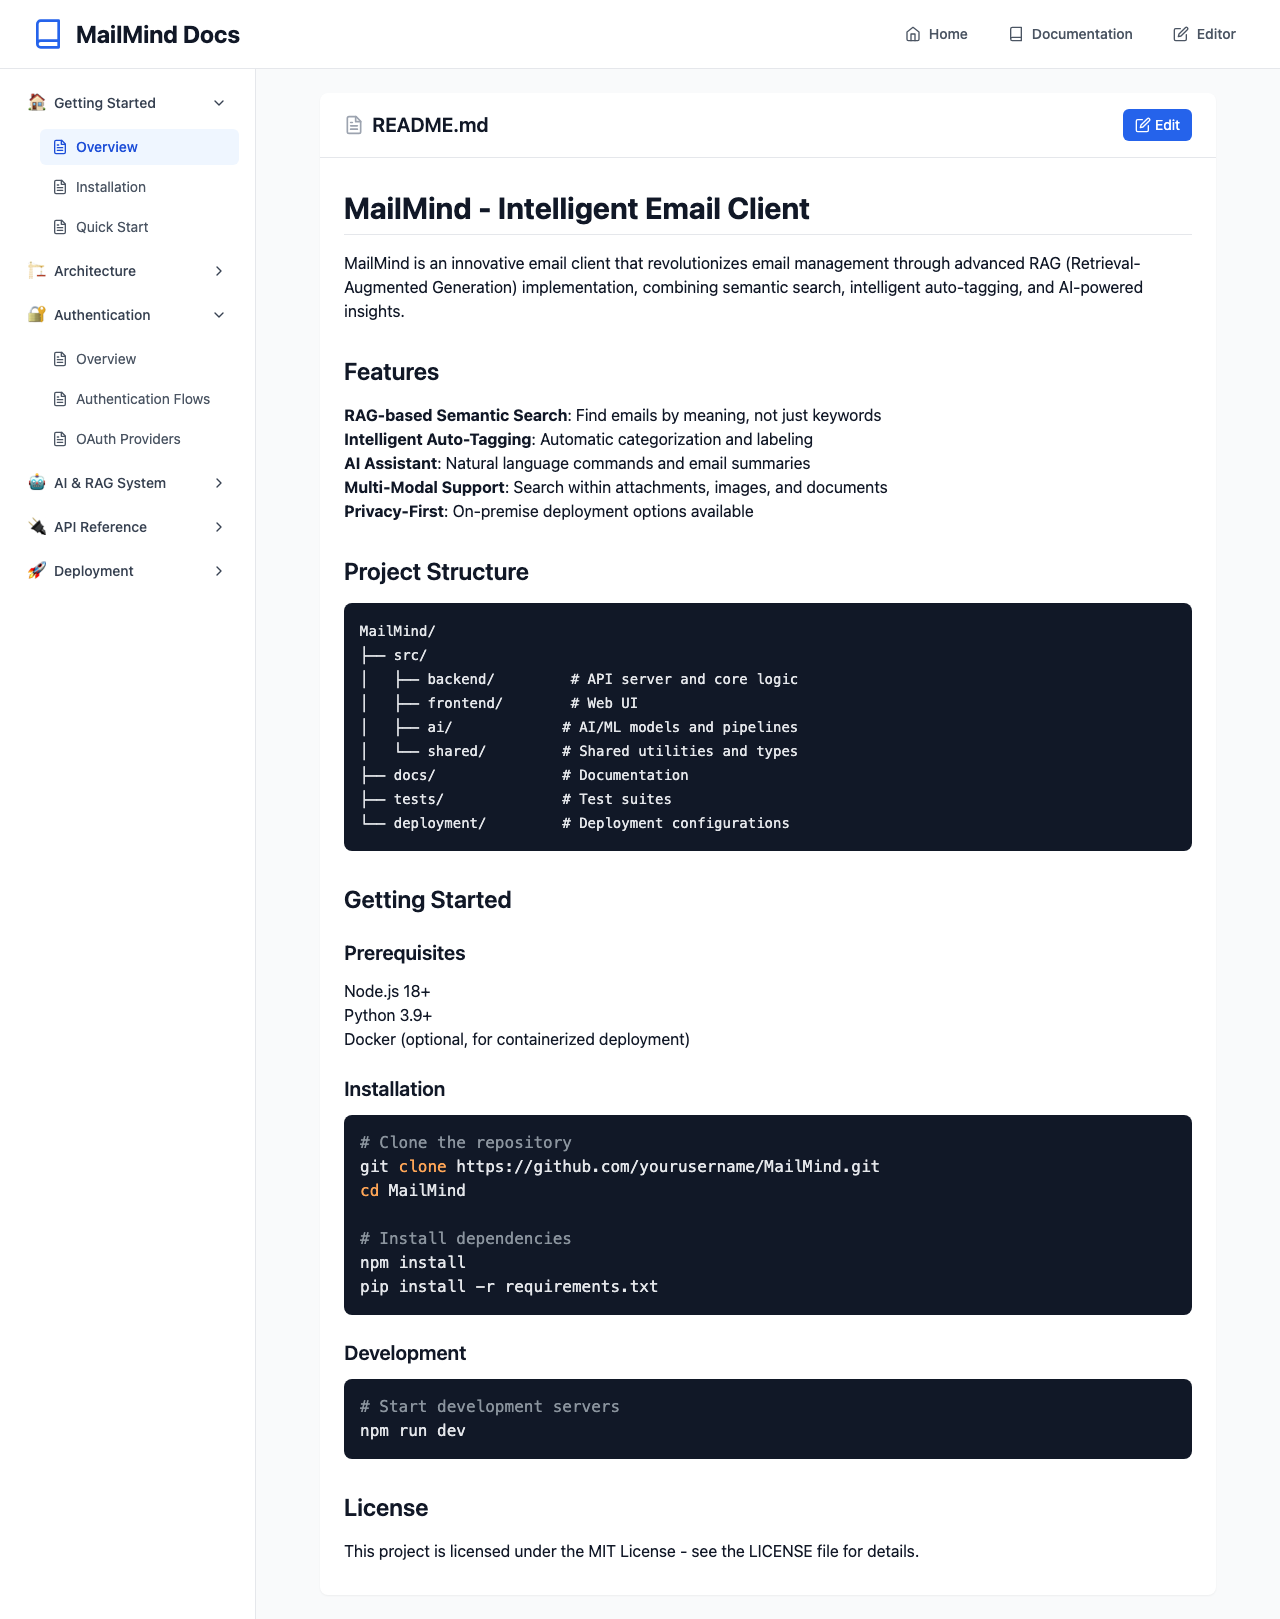 MailMind Docs
Home
Documentation
Editor
Getting Started
Overview
Installation
Quick Start
Architecture
Authentication
Overview
Authentication Flows
OAuth Providers
AI & RAG System
API Reference
Deployment
README.md
Edit
MailMind - Intelligent Email Client
MailMind is an innovative email client that revolutionizes email management through advanced RAG (Retrieval-
Augmented Generation) implementation, combining semantic search, intelligent auto-tagging, and AI-powered
insights.
Features
RAG-based Semantic Search: Find emails by meaning, not just keywords
Intelligent Auto-Tagging: Automatic categorization and labeling
AI Assistant: Natural language commands and email summaries
Multi-Modal Support: Search within attachments, images, and documents
Privacy-First: On-premise deployment options available
Project Structure
MailMind/
├── src/
│   ├── backend/         # API server and core logic
│   ├── frontend/        # Web UI
│   ├── ai/             # AI/ML models and pipelines
│   └── shared/         # Shared utilities and types
├── docs/               # Documentation
├── tests/              # Test suites
└── deployment/         # Deployment configurations
Getting Started
Prerequisites
Node.js 18+
Python 3.9+
Docker (optional, for containerized deployment)
Installation
# Clone the repository
git clone https://github.com/yourusername/MailMind.git
cd MailMind
# Install dependencies
npm install
pip install -r requirements.txt
Development
# Start development servers
npm run dev
License
This project is licensed under the MIT License - see the LICENSE file for details.